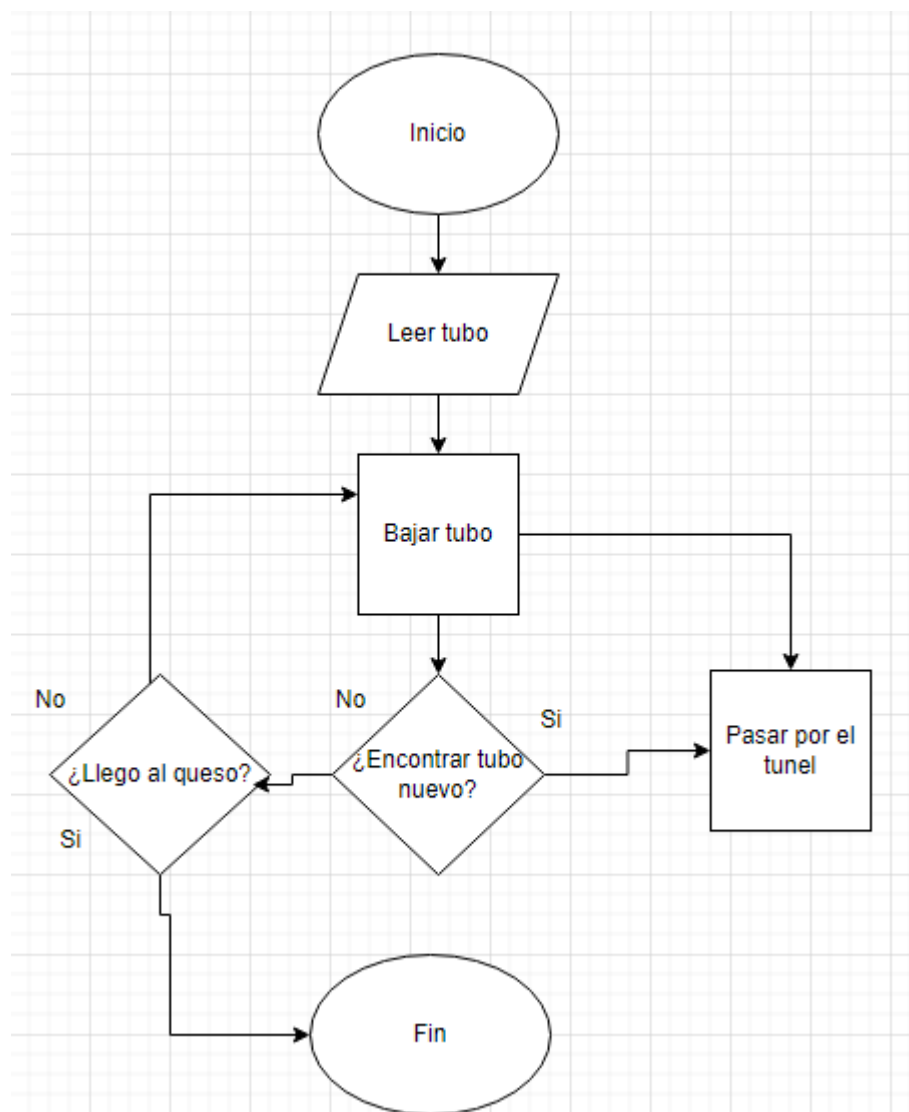 Inicio
Leer tubo
Bajar tubo
No
No
Si
¿Llego al queso?
¿Encontrar tubo
nuevo?
Pasar por el
tunel
Si
Fin